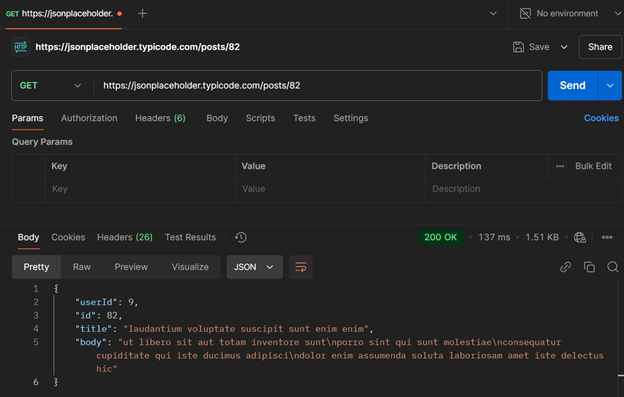 GET https://jsonplaceholder.
No environment
HTTP https://jsonplaceholder.typicode.com/posts/82
Save
Share
GET
https://jsonplaceholder.typicode.com/posts/82
Send
Params Authorization Headers (6) Body Scripts Tests Settings
Cookies
Query Params
Key Value Description ••• Bulk Edit
Key Value Description
Body Cookies Headers (26) Test Results
200 OK • 137 ms • 1.51 KB
Pretty Raw Preview Visualize JSON
1 {
2 "userId": 9,
3 "id": 82,
4 "title": "laudantium voluptate suscipit sunt enim enim",
5 "body": "ut libero sit aut totam inventore sunt\nporro sint qui sunt molestiae\nconsequatur
cupiditate qui iste ducimus adipisci\ndolor enim assumenda soluta laboriosam amet iste delectus
hic"
6 }